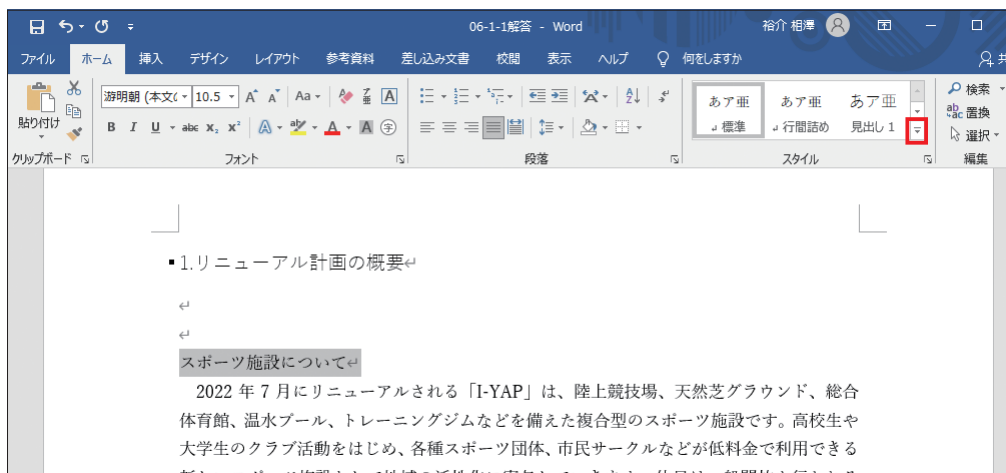 06-1-1解答 - Word
裕介 相澤
ファイル ホーム 挿入 デザイン レイアウト 参考資料 差し込み文書 校閲 表示 ヘルプ 何をしますか 共
貼り付け
游明朝 (本文( 10.5 A A Aa
B I U abc x₂ x² A A A 字
あア亜 あア亜 あア亜
標準 行間詰め 見出し 1
検索
置換
選択
クリップボード フォント 段落 スタイル 編集
▪1.リニューアル計画の概要↵
↵
↵
スポーツ施設について↵
2022 年 7 月にリニューアルされる「I-YAP」は、陸上競技場、天然芝グラウンド、総合
体育館、温水プール、トレーニングジムなどを備えた複合型のスポーツ施設です。高校生や
大学生のクラブ活動をはじめ、各種スポーツ団体、市民サークルなどが低料金で利用できる